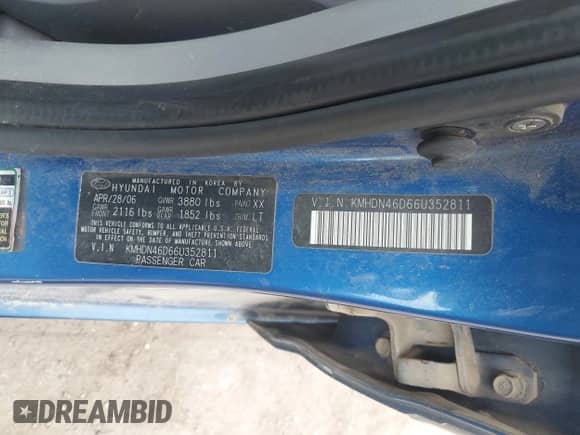 MANUFACTURED IN KOREA BY
HYUNDAI MOTOR COMPANY
APR/28/06 GVWR 3880 lbs PAINT XX
GAWR FRONT 2116 lbs GAWR REAR 1852 lbs TRIM LT
THIS VEHICLE CONFORMS TO ALL APPLICABLE U.S.A FEDERAL
MOTOR VEHICLE SAFETY, BUMPER, AND THEFT PREVENTION STANDARDS
IN EFFECT ON THE DATE OF MANUFACTURE SHOWN ABOVE.
V.I.N KMHDN46D66U352811
PASSENGER CAR
V.I.N KMHDN46D66U352811
DREAMBID